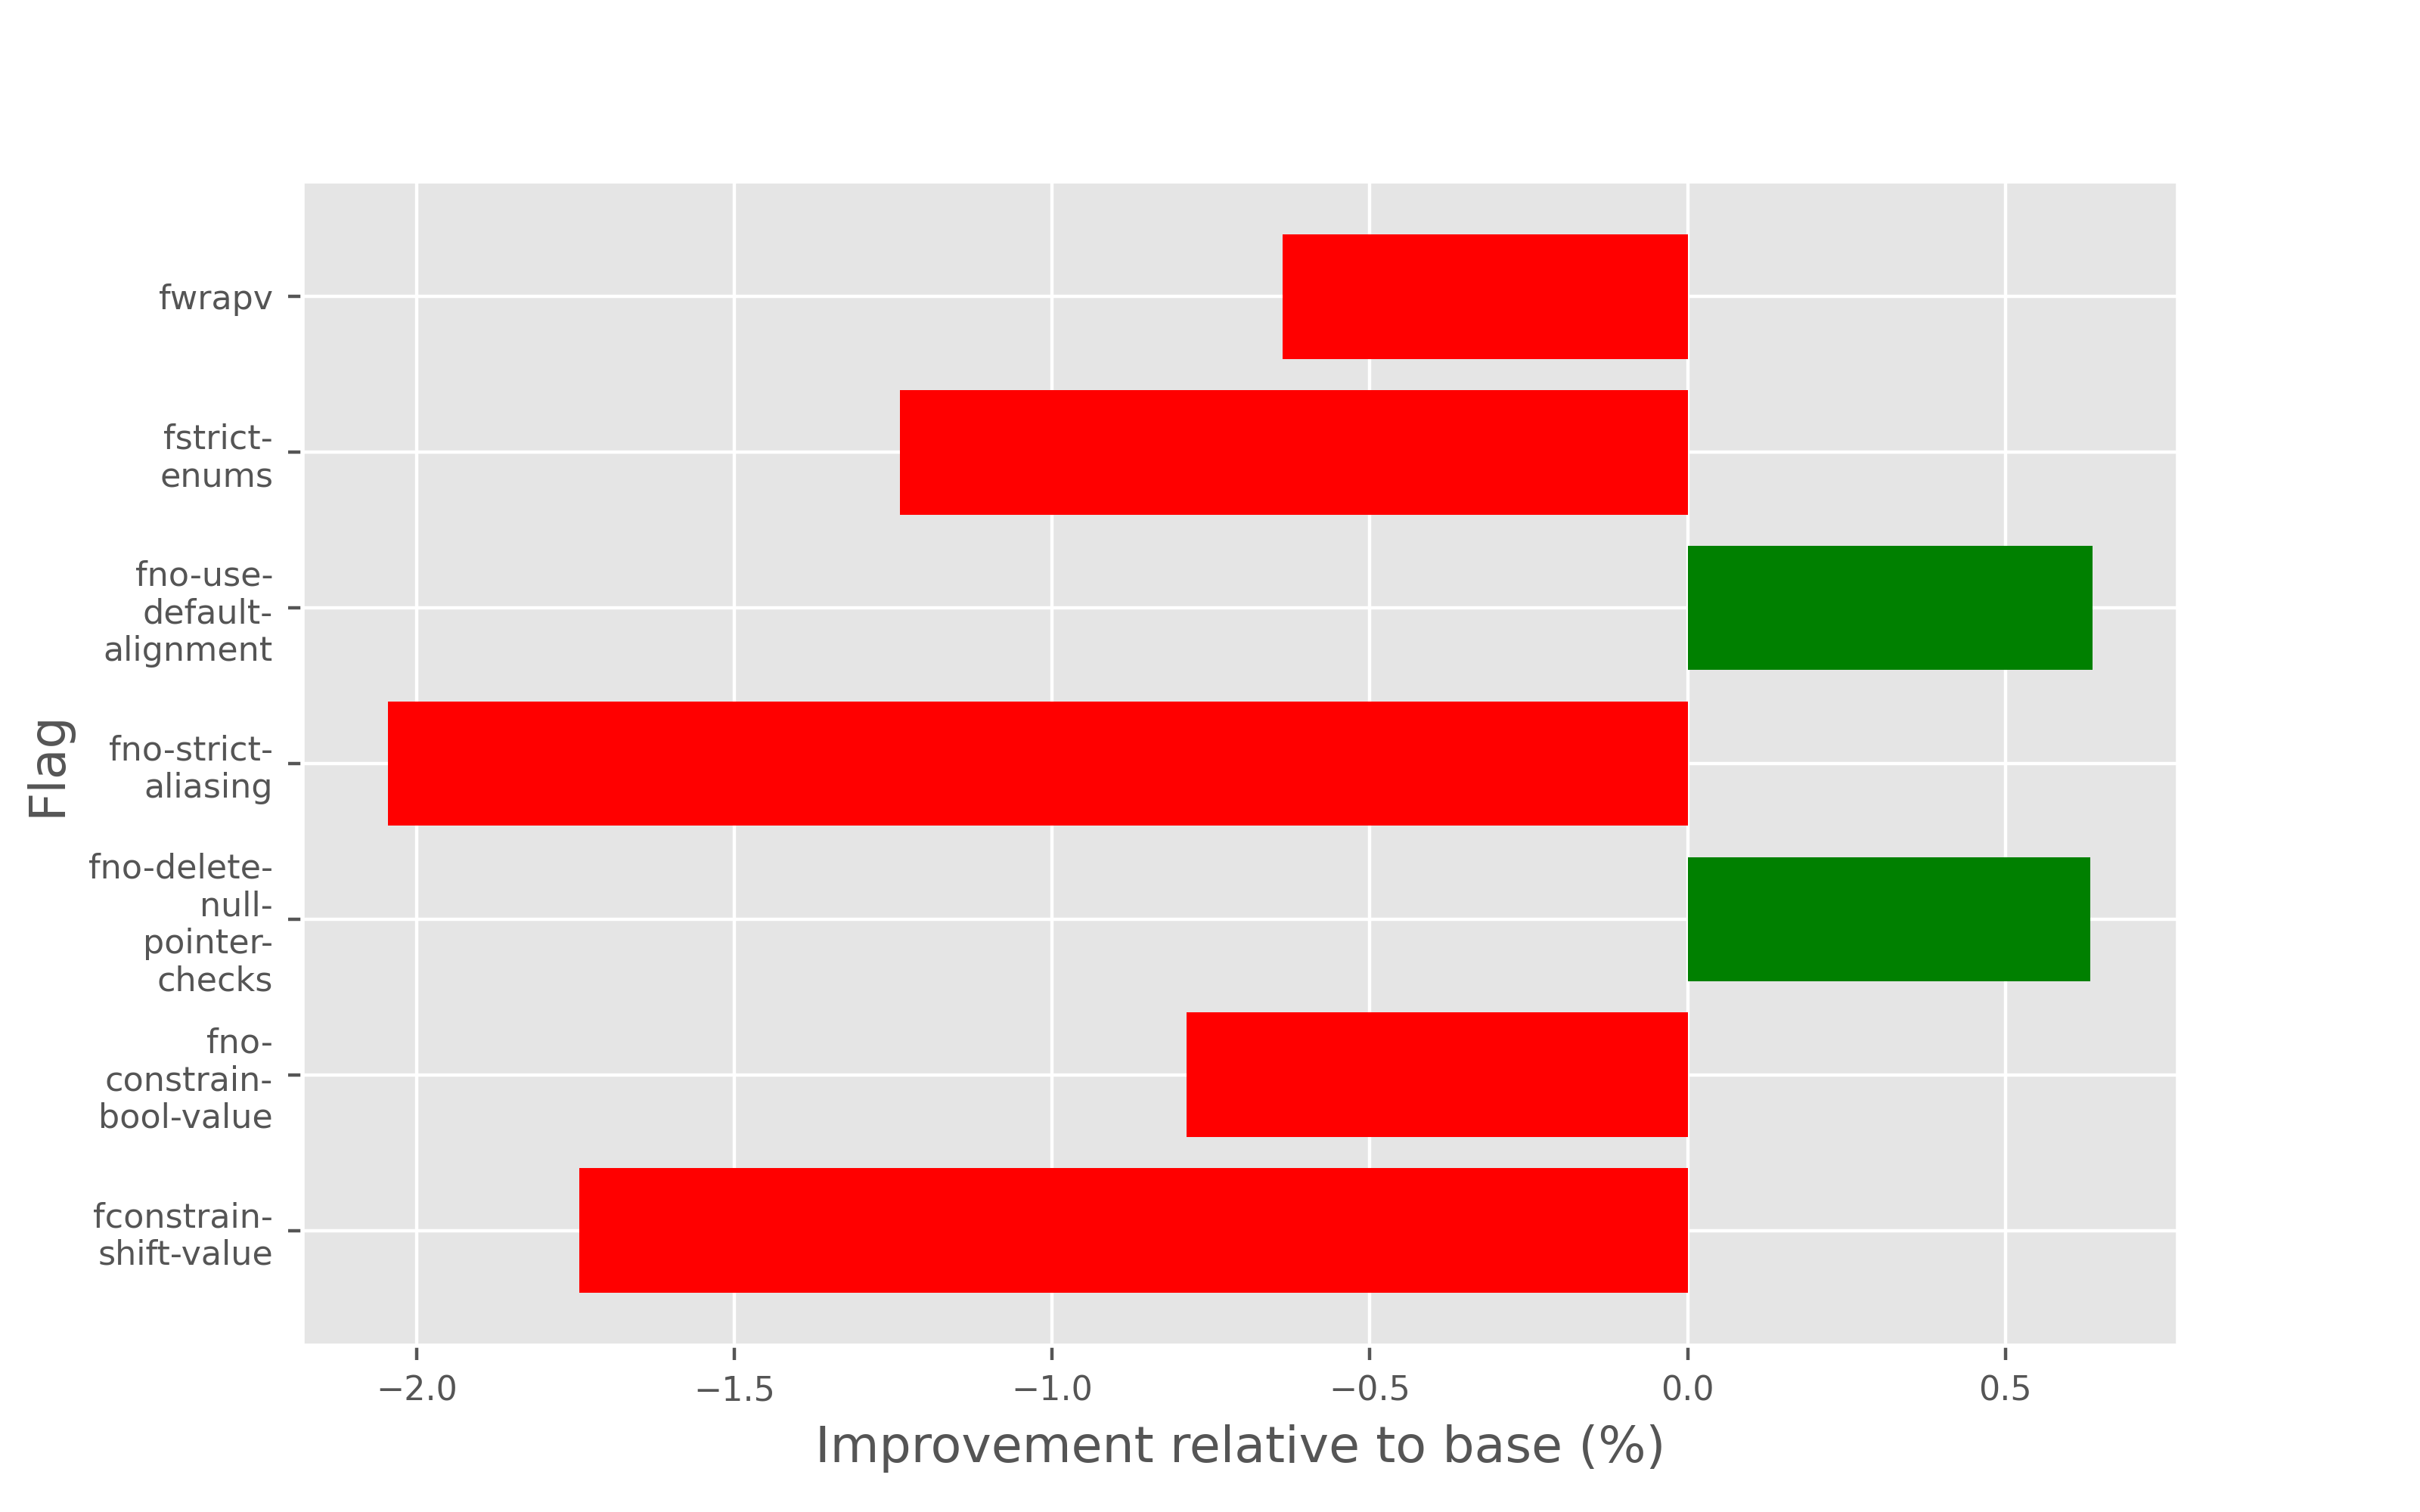 fwrapv
fstrict-
enums
fno-use-
default-
alignment
fno-strict-
aliasing
fno-delete-
null-
pointer-
checks
fno-
constrain-
bool-value
fconstrain-
shift-value
Flag
−2.0 −1.5 −1.0 −0.5 0.0 0.5
Improvement relative to base (%)